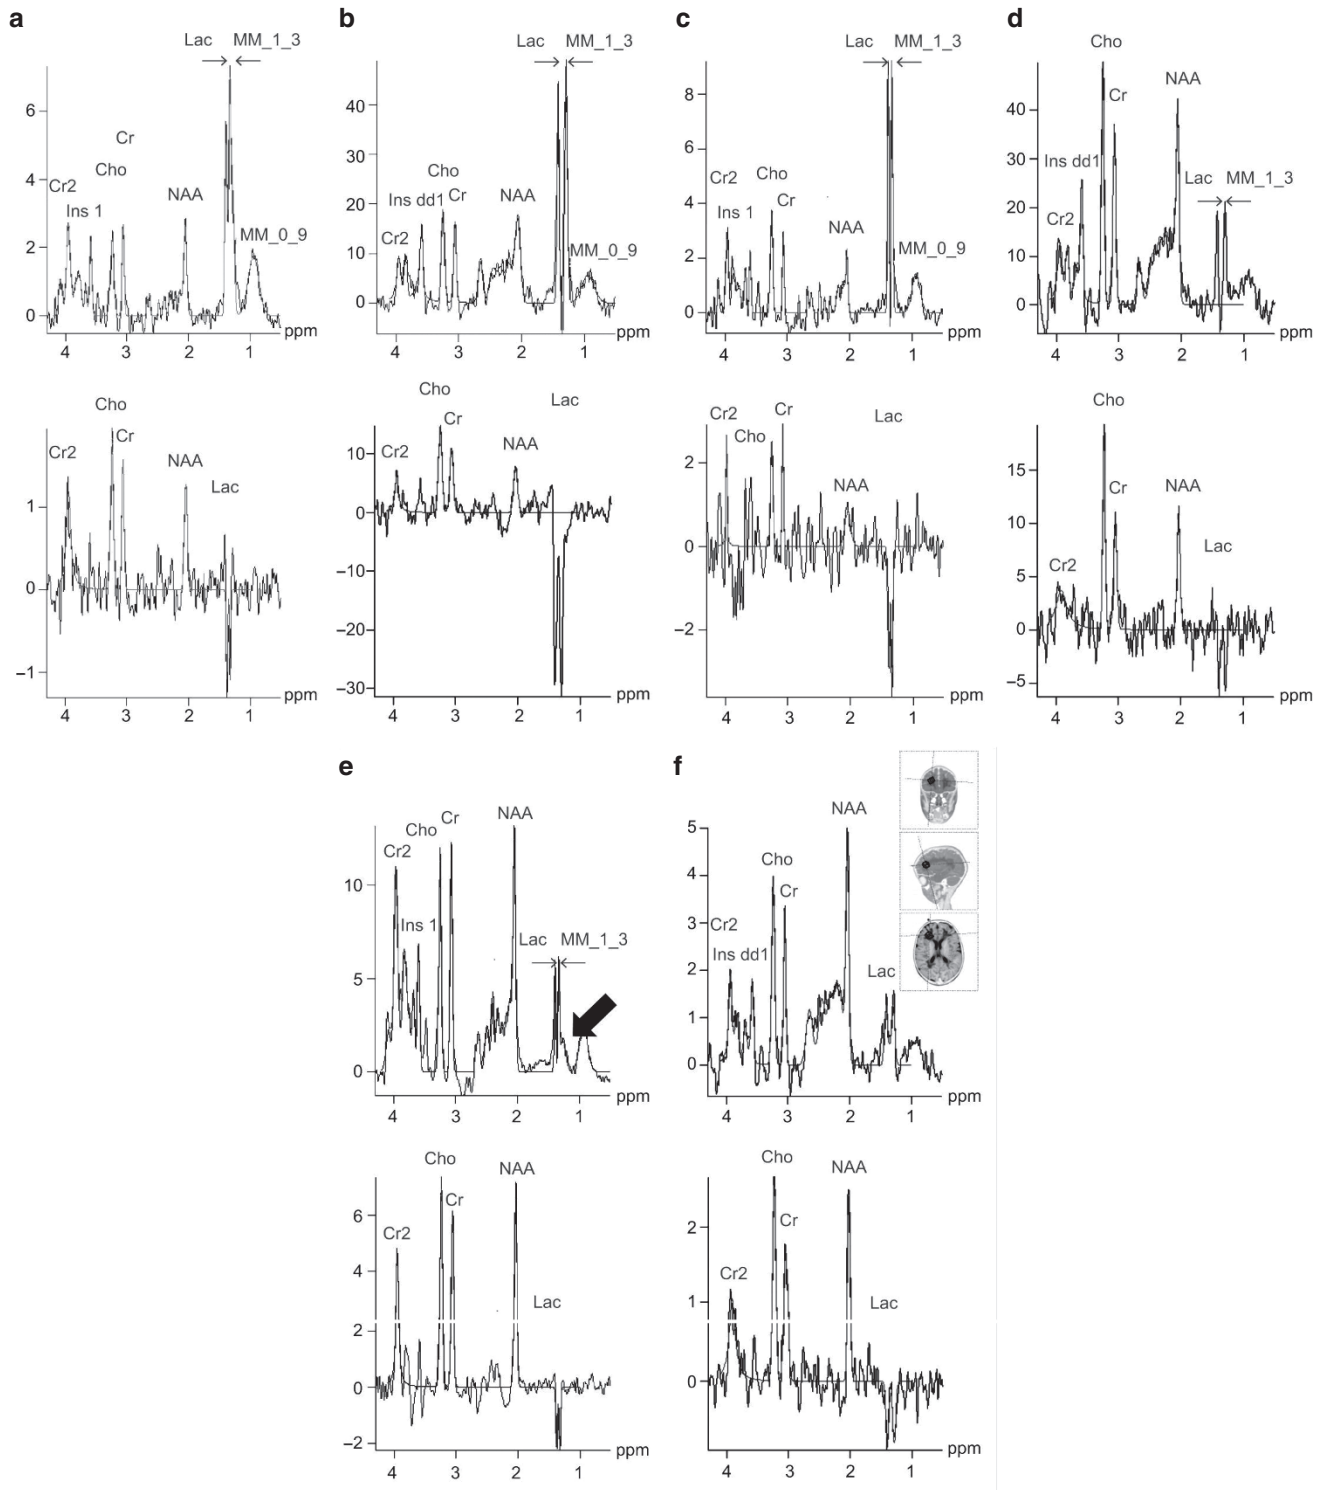 a
b
c
d
Lac MM_1_3
6
4
2
0
Cr
Cho
Cr2
Ins 1
NAA
MM_0_9
4 3 2 1
ppm
Lac MM_1_3
40
30
20
10
0
Cho
Ins dd1
Cr
NAA
Cr2
MM_0_9
4 3 2 1
ppm
Lac MM_1_3
8
6
4
2
0
Cr2
Cho
Ins 1
Cr
NAA
MM_0_9
4 3 2 1
ppm
Cho
NAA
Cr
40
30
20
10
0
Ins dd1
Lac MM_1_3
Cr2
4 3 2 1
ppm
Cho
Cr
Cr2
NAA
Lac
1
0
−1
4 3 2 1
ppm
Cho
Lac
Cr
Cr2
NAA
10
0
−10
−20
−30
4 3 2 1
ppm
Cr2
Cr
Lac
Cho
NAA
2
0
−2
4 3 2 1
ppm
Cho
Cr
NAA
Lac
Cr2
15
10
5
0
−5
4 3 2 1
ppm
e
f
NAA
Cr
Cho
Cr2
Ins 1
Lac MM_1_3
10
5
0
4 3 2 1
ppm
NAA
Cho
Cr
Cr2
Ins dd1
Lac
5
4
3
2
1
0
4 3 2 1
ppm
Cho
NAA
Cr
Cr2
Lac
6
4
2
0
−2
4 3 2 1
ppm
Cho
NAA
Cr
Cr2
Lac
2
1
0
4 3 2 1
ppm